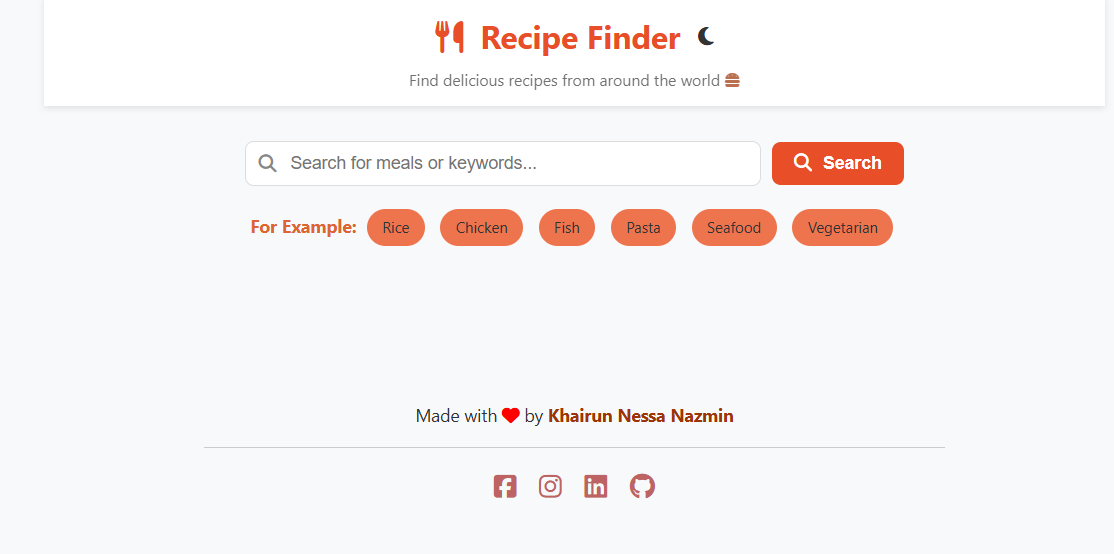 Recipe Finder
Find delicious recipes from around the world
Search for meals or keywords...
Search
For Example: Rice Chicken Fish Pasta Seafood Vegetarian
Made with by Khairun Nessa Nazmin